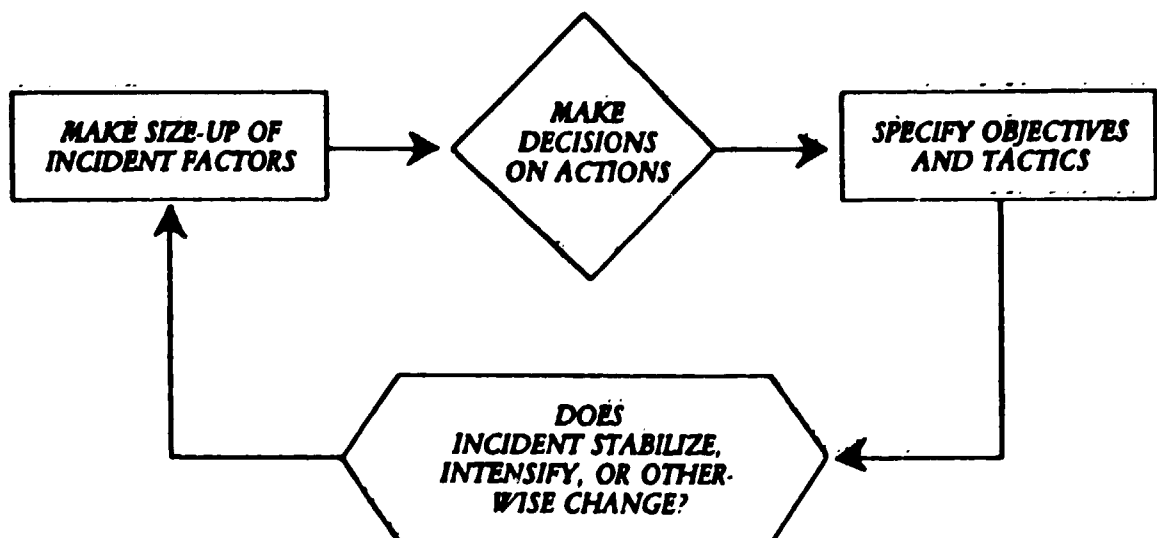 MAKE SIZE-UP OF
INCIDENT FACTORS
MAKE
DECISIONS
ON ACTIONS
SPECIFY OBJECTIVES
AND TACTICS
DOES
INCIDENT STABILIZE,
INTENSIFY, OR OTHER-
WISE CHANGE?